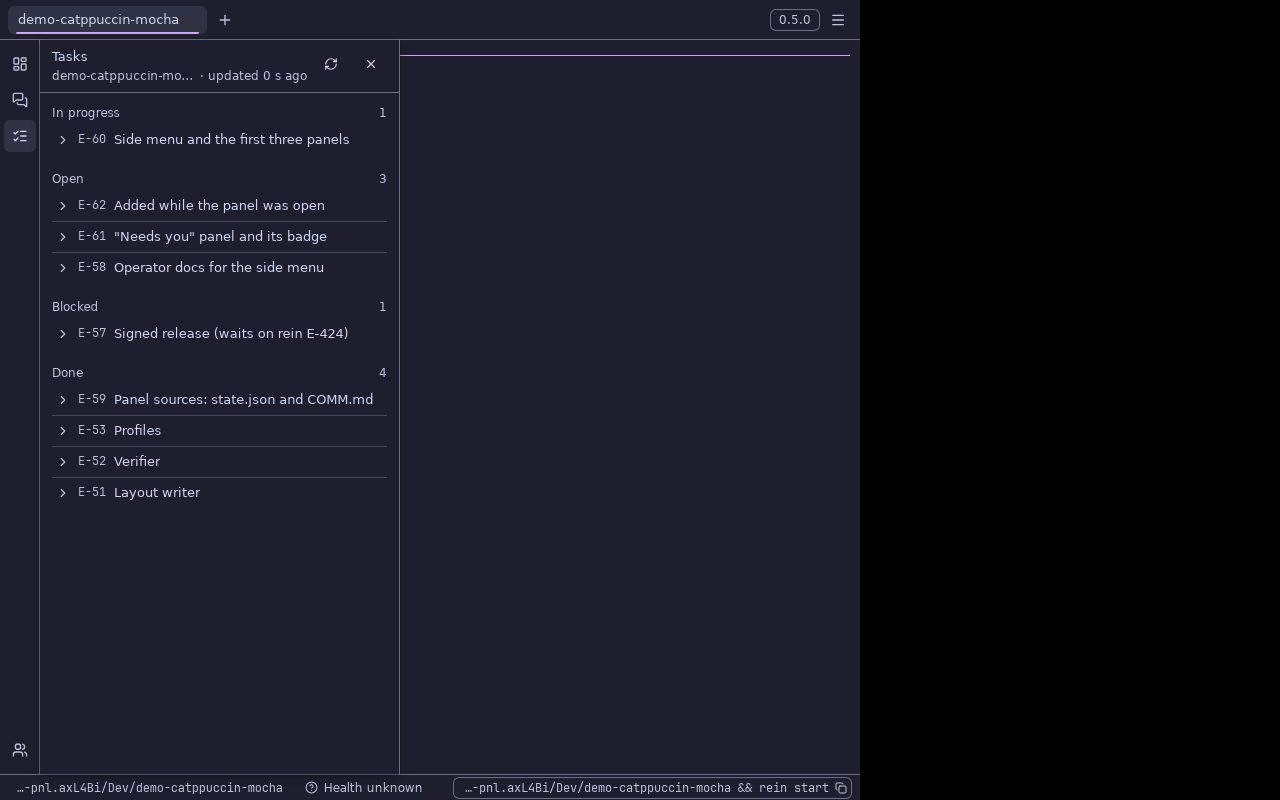 demo-catppuccin-mocha
0.5.0
Tasks
demo-catppuccin-mo… · updated 0 s ago
In progress 1
E-60 Side menu and the first three panels
Open 3
E-62 Added while the panel was open
E-61 "Needs you" panel and its badge
E-58 Operator docs for the side menu
Blocked 1
E-57 Signed release (waits on rein E-424)
Done 4
E-59 Panel sources: state.json and COMM.md
E-53 Profiles
E-52 Verifier
E-51 Layout writer
…-pnl.axL4Bi/Dev/demo-catppuccin-mocha Health unknown …-pnl.axL4Bi/Dev/demo-catppuccin-mocha && rein start